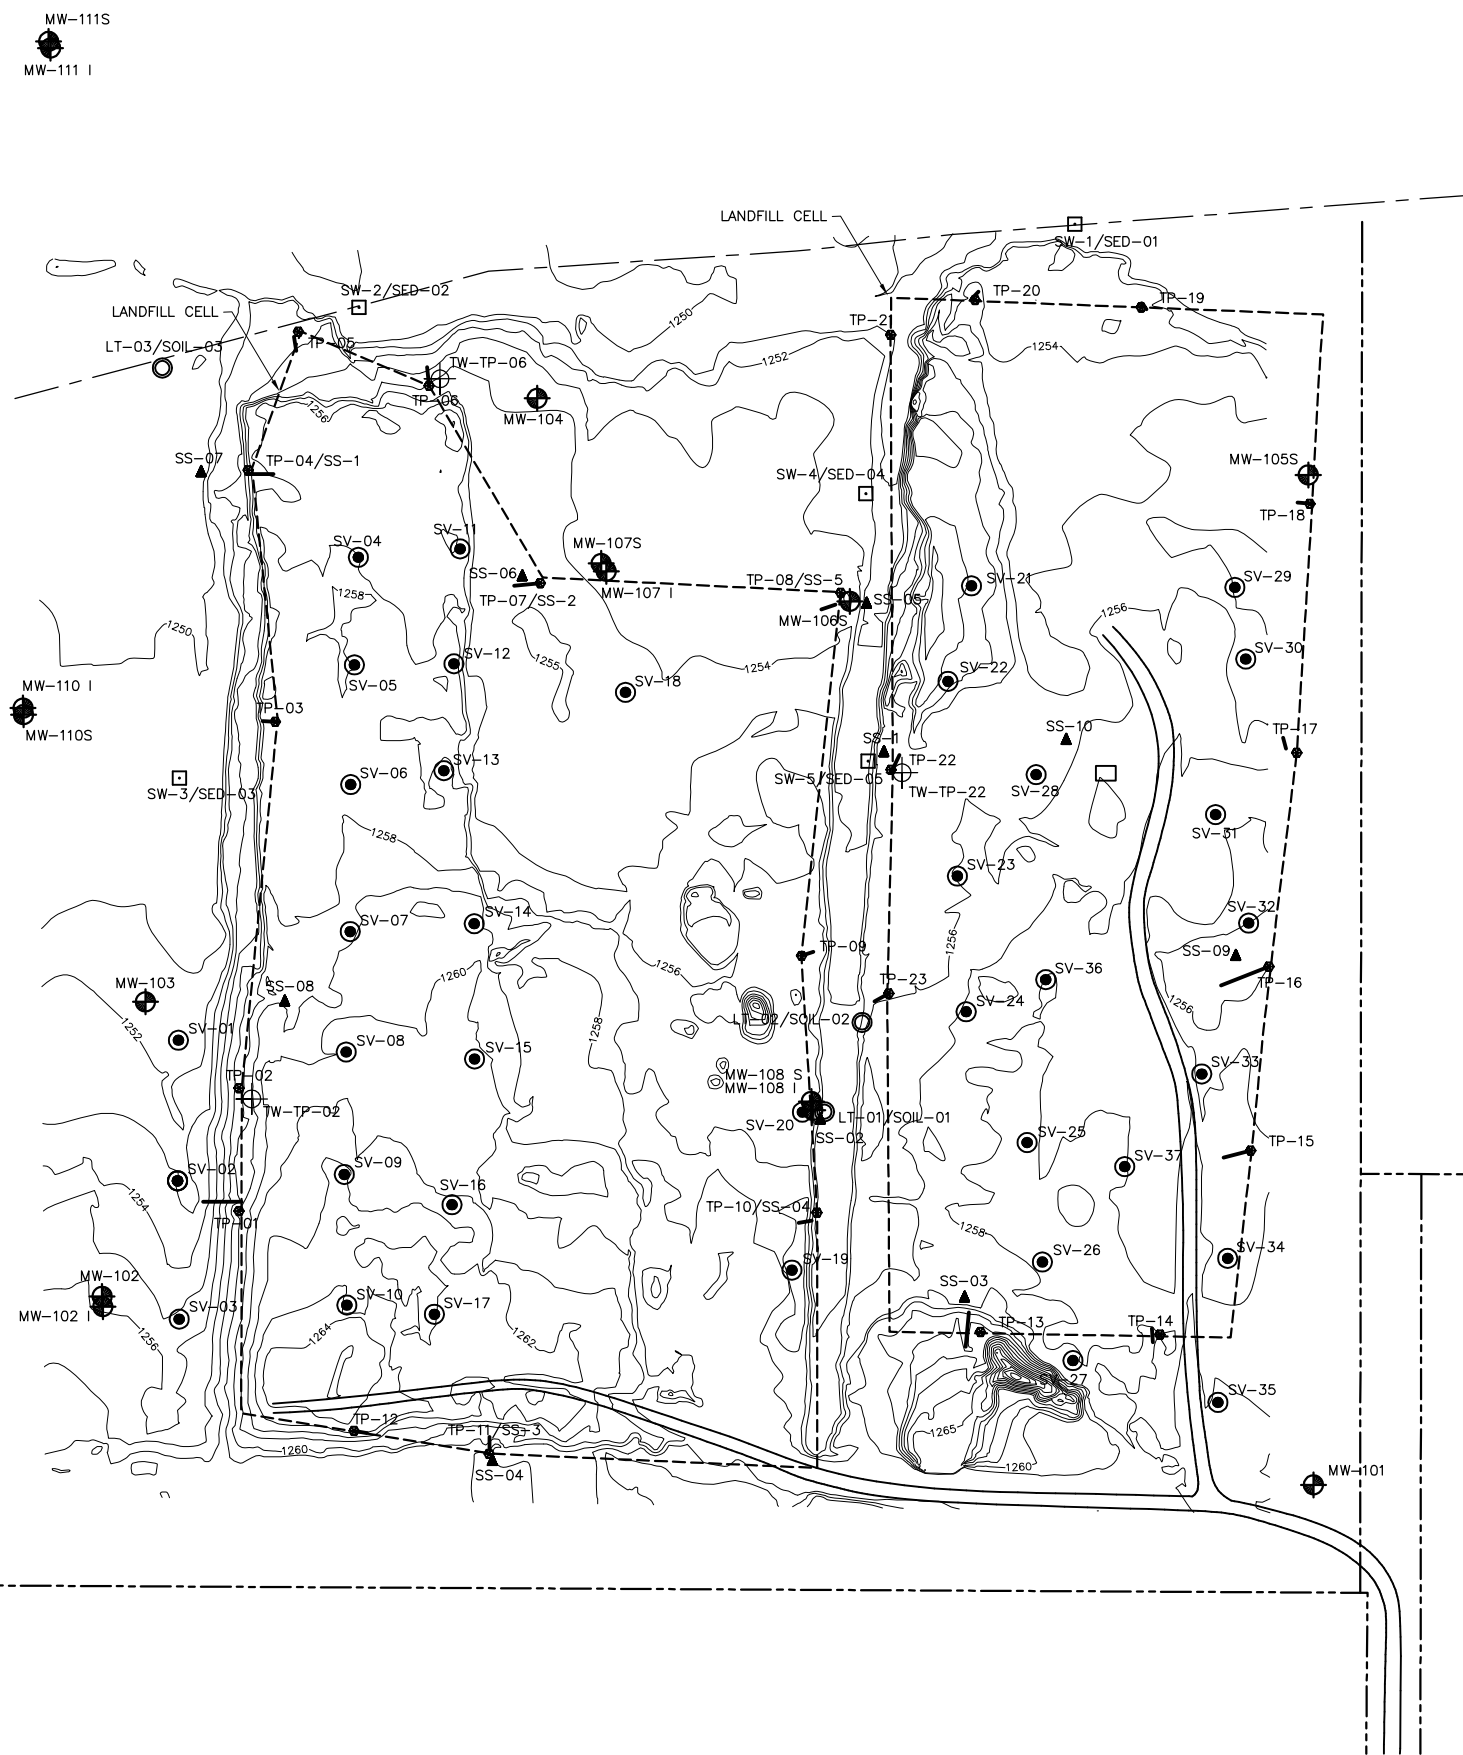 MW-111S
MW-111 I
LANDFILL CELL
SW-1/SED-01
SW-2/SED-02
TP-20
TP-19
LANDFILL CELL
1250
TP-2
LT-03/SOIL-03
TP-05
1254
1252
TW-TP-06
TP-06
1256
MW-104
SS-07
TP-04/SS-1
MW-105S
SW-4/SED-04
TP-18
SV-11
SV-04
MW-107S
SS-06
TP-08/SS-5
SV-21
SV-29
MW-107 I
1258
TP-07/SS-2
SS-05
MW-106S
1256
1250
SV-30
SV-12
1255
1254
SV-22
SV-05
SV-18
MW-110 I
TP-03
MW-110S
SS-10
TP-17
SS-1
TP-22
SV-13
SV-06
SW-5/SED-05
SV-28
SW-3/SED-03
TW-TP-22
1258
SV-31
SV-23
SV-32
SV-14
SV-07
1256
TP-09
SS-09
1256
1260
SV-36
TP-23
TP-16
MW-103
SS-08
SV-24
1256
1252
LT-02/SOIL-02
SV-01
1258
SV-08
SV-15
SV-33
TP-02
MW-108 S
MW-108 I
TW-TP-02
LT-01/SOIL-01
SV-20
SS-02
SV-25
TP-15
SV-37
SV-02
SV-09
1254
SV-16
TP-10/SS-04
TP-01
1258
SV-26
SV-34
SV-19
MW-102
SS-03
SV-10
SV-17
MW-102 I
SV-03
TP-13
TP-14
1264
1262
1256
SV-27
SV-35
TP-12
TP-11/SS-3
1265
1260
1260
SS-04
MW-101